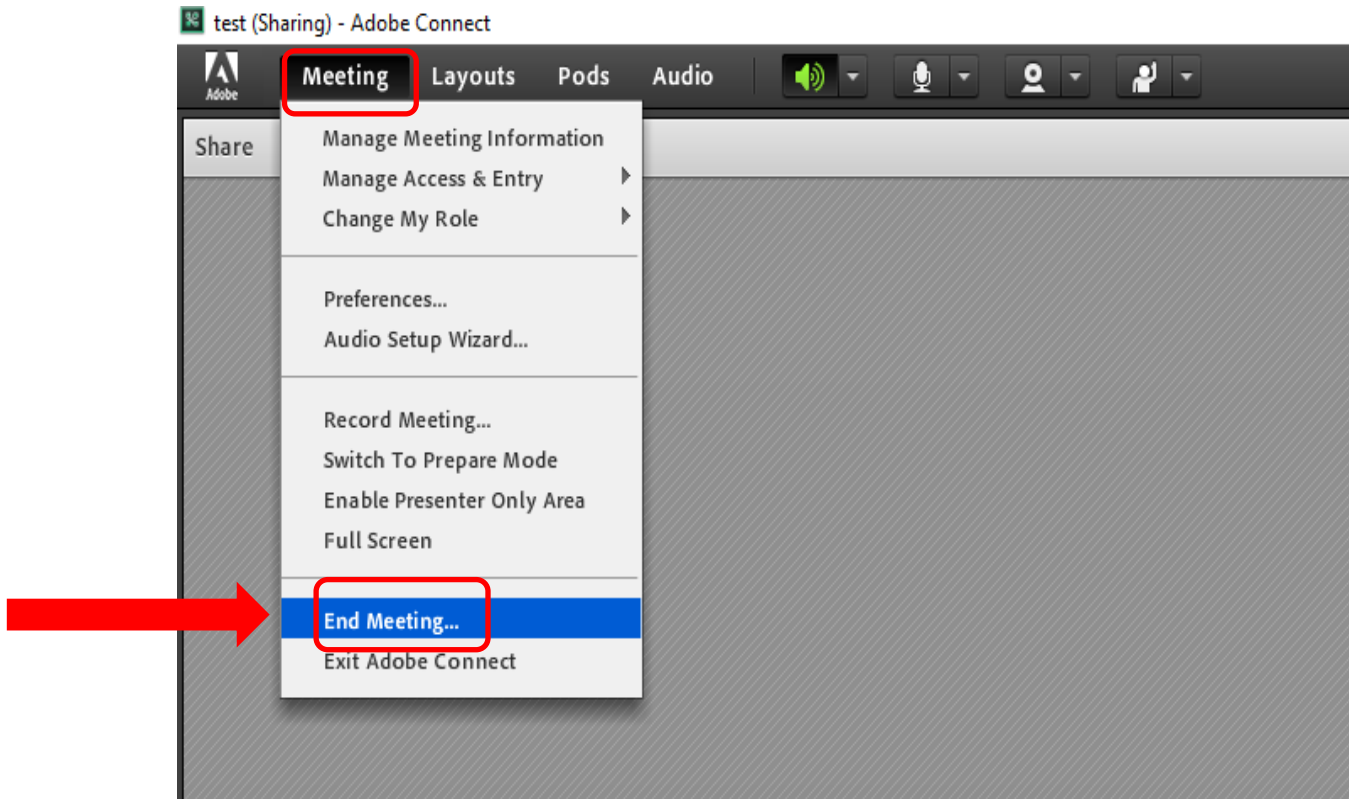 test (Sharing) - Adobe Connect
Adobe
Meeting Layouts Pods Audio
Share
Manage Meeting Information
Manage Access & Entry
Change My Role
Preferences...
Audio Setup Wizard...
Record Meeting...
Switch To Prepare Mode
Enable Presenter Only Area
Full Screen
End Meeting...
Exit Adobe Connect